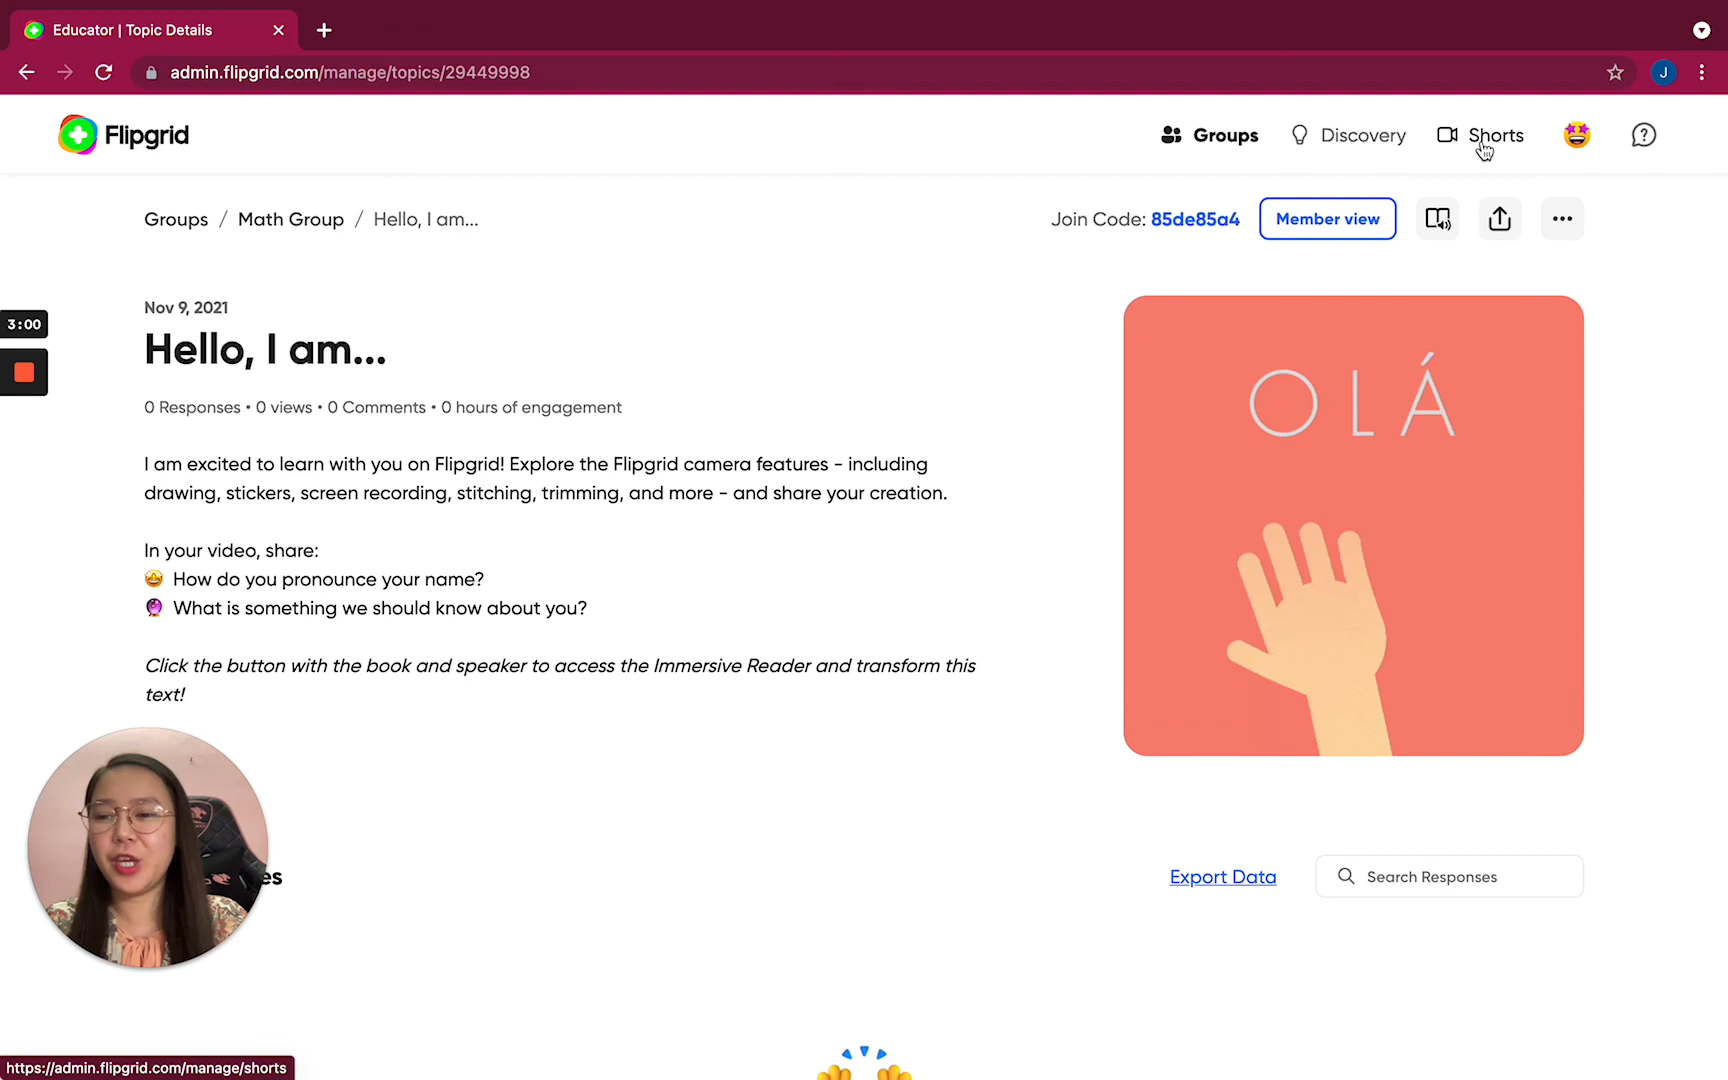 Educator | Topic Details
admin.flipgrid.com/manage/topics/29449998
J
Flipgrid
Groups
Discovery
Shorts
Groups / Math Group / Hello, I am...
Join Code: 85de85a4
Member view
3:00
Nov 9, 2021
Hello, I am...
0 Responses • 0 views • 0 Comments • 0 hours of engagement
I am excited to learn with you on Flipgrid! Explore the Flipgrid camera features - including
drawing, stickers, screen recording, stitching, trimming, and more - and share your creation.
In your video, share:
🤩 How do you pronounce your name?
🔮 What is something we should know about you?
Click the button with the book and speaker to access the Immersive Reader and transform this
text!
OLÁ
Export Data
Search Responses
https://admin.flipgrid.com/manage/shorts